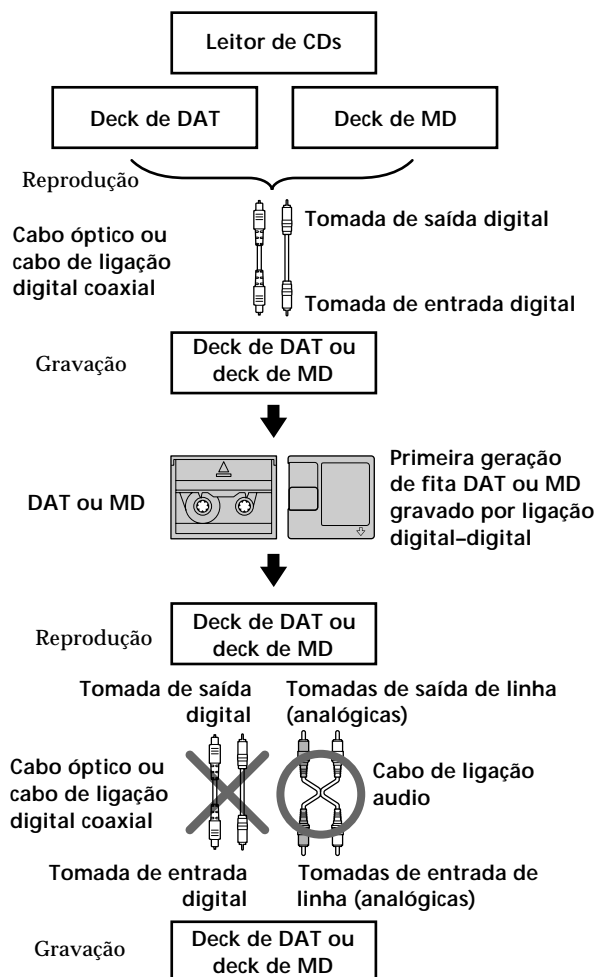 Leitor de CDs
Deck de DAT
Deck de MD
Reprodução
Cabo óptico ou
cabo de ligação
digital coaxial
Tomada de saída digital
Tomada de entrada digital
Gravação
Deck de DAT ou
deck de MD
DAT ou MD
Primeira geração
de fita DAT ou MD
gravado por ligação
digital–digital
Reprodução
Deck de DAT ou
deck de MD
Tomada de saída
digital
Tomadas de saída de linha
(analógicas)
Cabo óptico ou
cabo de ligação
digital coaxial
Cabo de ligação
audio
Tomada de entrada
digital
Tomadas de entrada de
linha (analógicas)
Gravação
Deck de DAT ou
deck de MD